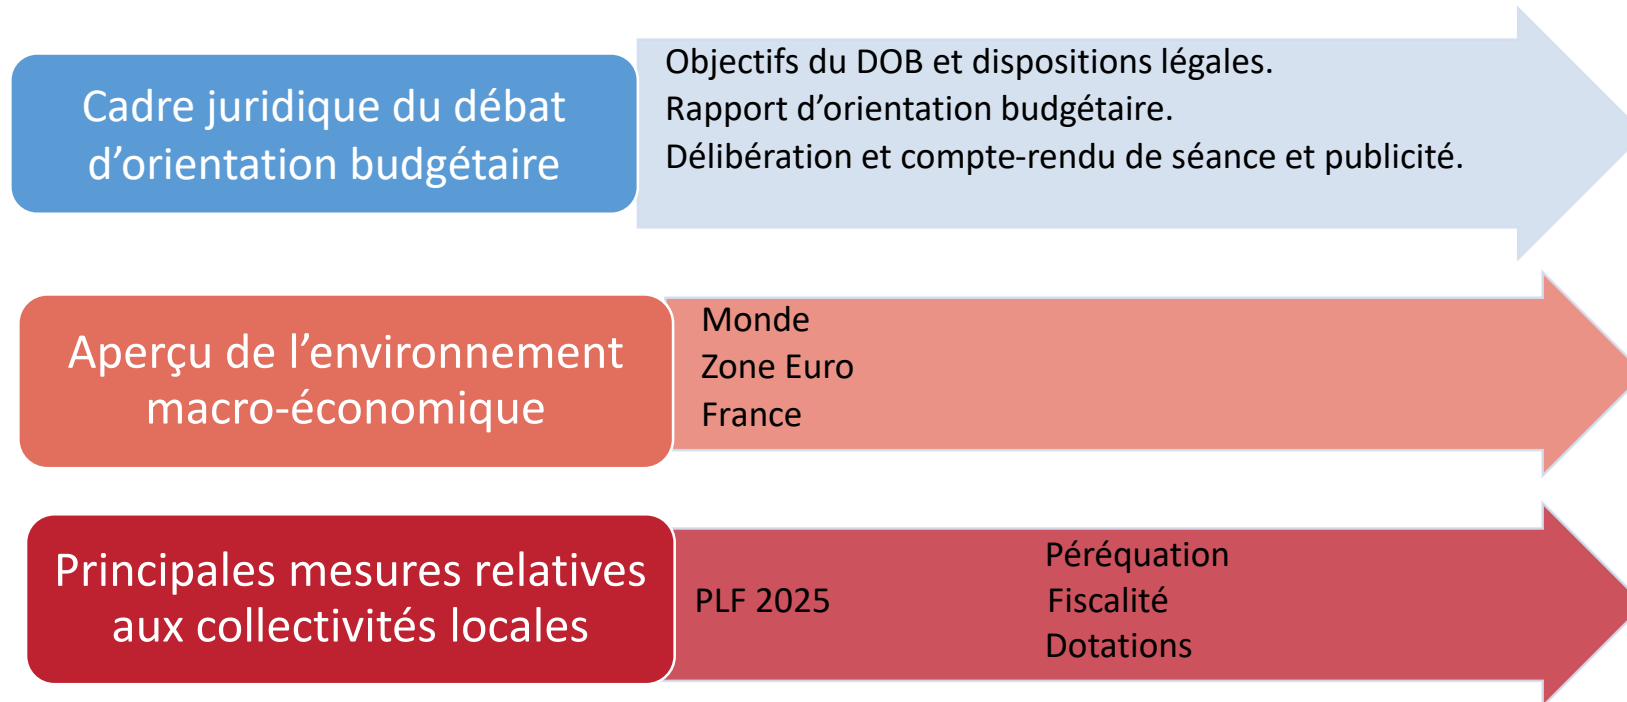 Cadre juridique du débat
d’orientation budgétaire
Objectifs du DOB et dispositions légales.
Rapport d’orientation budgétaire.
Délibération et compte-rendu de séance et publicité.
Aperçu de l’environnement
macro-économique
Monde
Zone Euro
France
Principales mesures relatives
aux collectivités locales
PLF 2025
Péréquation
Fiscalité
Dotations